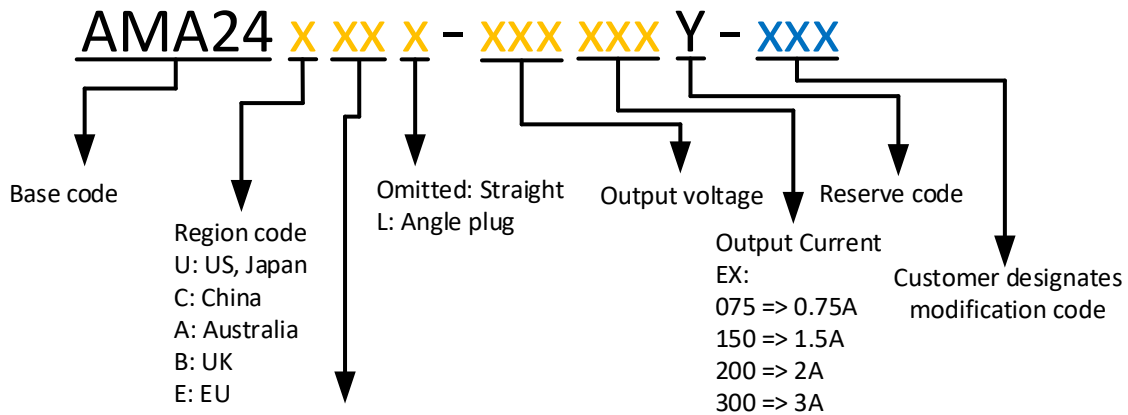 AMA24 x xx x - xxx xxx Y - xxx
Base code
Region code
U: US, Japan
C: China
A: Australia
B: UK
E: EU
Omitted: Straight
L: Angle plug
Output voltage
Output Current
EX:
075 => 0.75A
150 => 1.5A
200 => 2A
300 => 3A
Reserve code
Customer designates
modification code